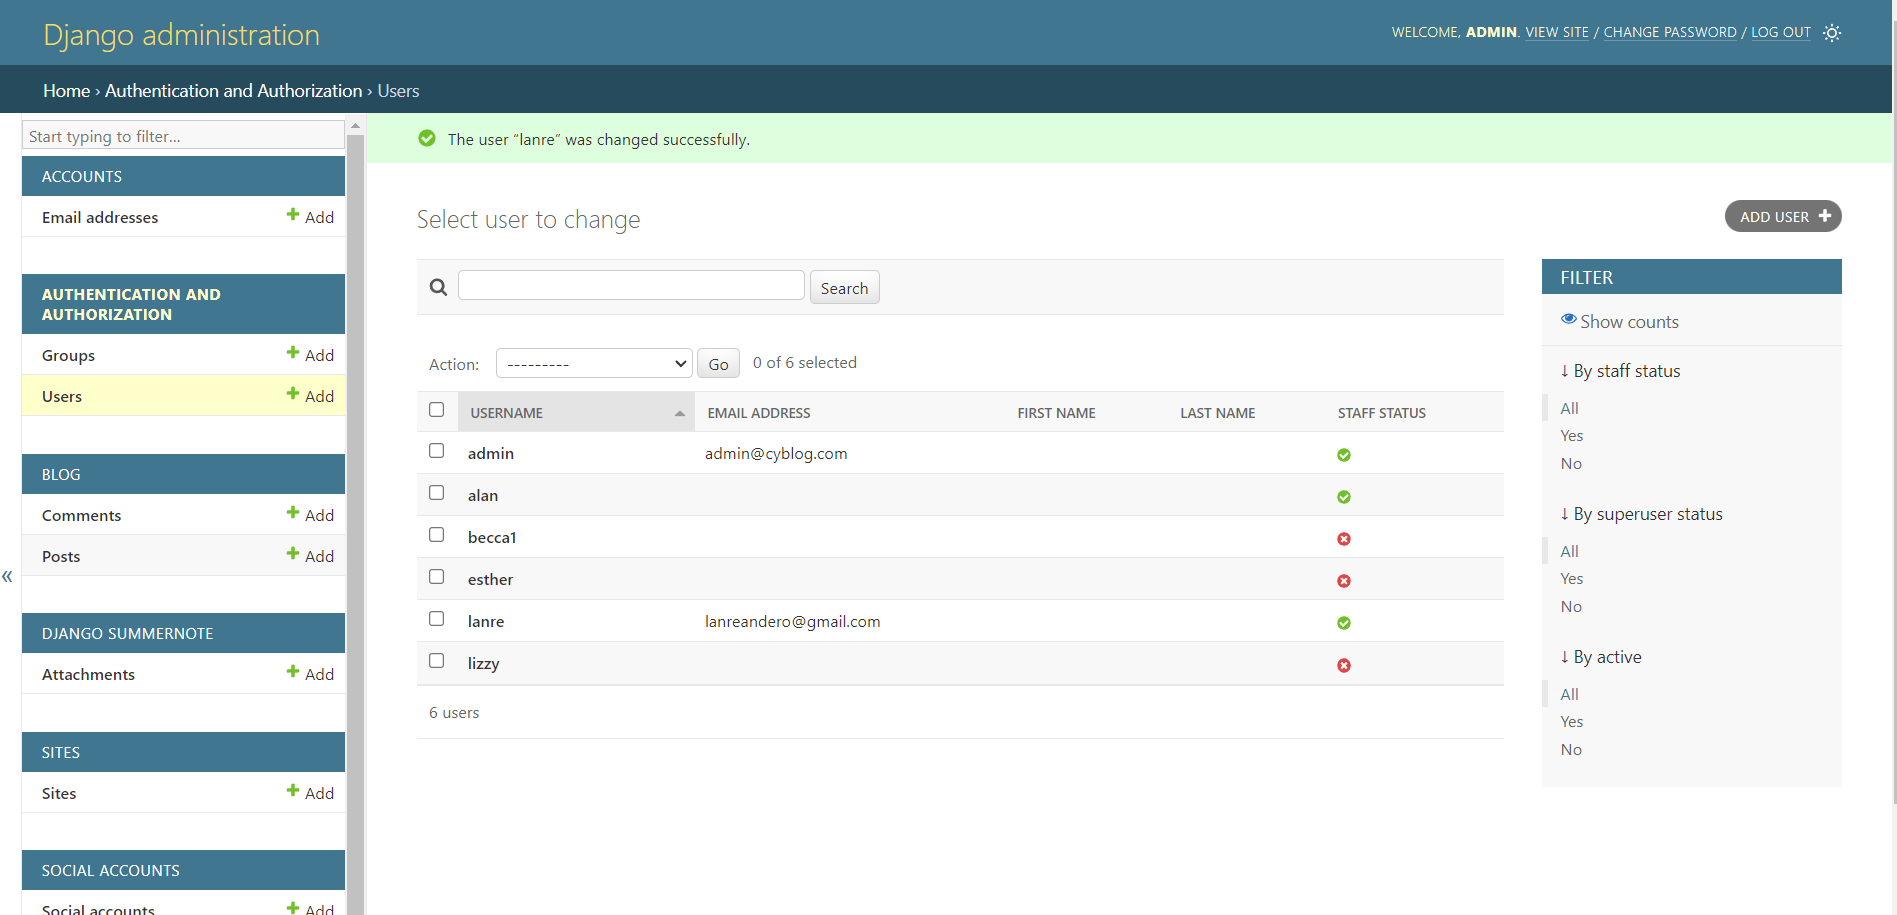 Django administration
WELCOME, ADMIN. VIEW SITE / CHANGE PASSWORD / LOG OUT
Home › Authentication and Authorization › Users
Start typing to filter...
ACCOUNTS
Email addresses Add
AUTHENTICATION AND
AUTHORIZATION
Groups Add
Users Add
BLOG
Comments Add
Posts Add
«
DJANGO SUMMERNOTE
Attachments Add
SITES
Sites Add
SOCIAL ACCOUNTS
Social accounts Add
The user “lanre” was changed successfully.
Select user to change
ADD USER
Search
Action: --------- Go 0 of 6 selected
USERNAME EMAIL ADDRESS FIRST NAME LAST NAME STAFF STATUS
admin admin@cyblog.com
alan
becca1
esther
lanre lanreandero@gmail.com
lizzy
6 users
FILTER
Show counts
↓ By staff status
All
Yes
No
↓ By superuser status
All
Yes
No
↓ By active
All
Yes
No